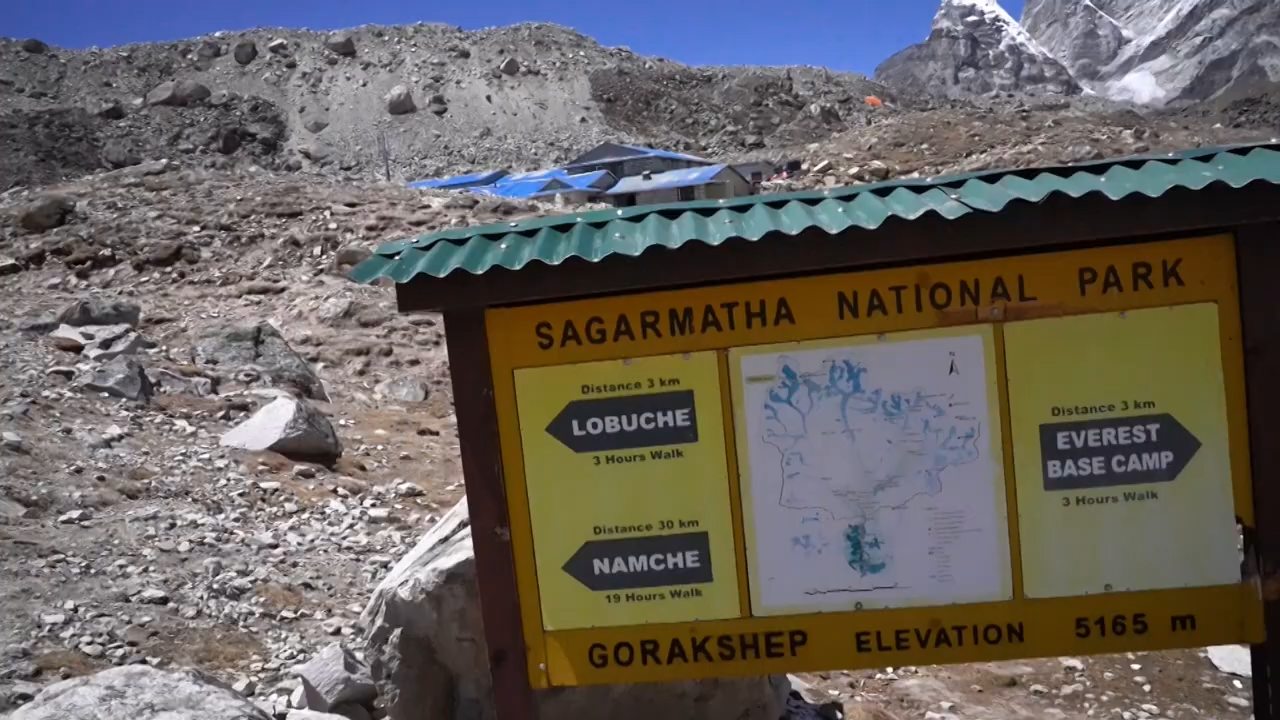 SAGARMATHA NATIONAL PARK
Distance 3 km
LOBUCHE
3 Hours Walk
Distance 30 km
NAMCHE
19 Hours Walk
N
Distance 3 km
EVEREST
BASE CAMP
3 Hours Walk
GORAKSHEP ELEVATION 5165 m